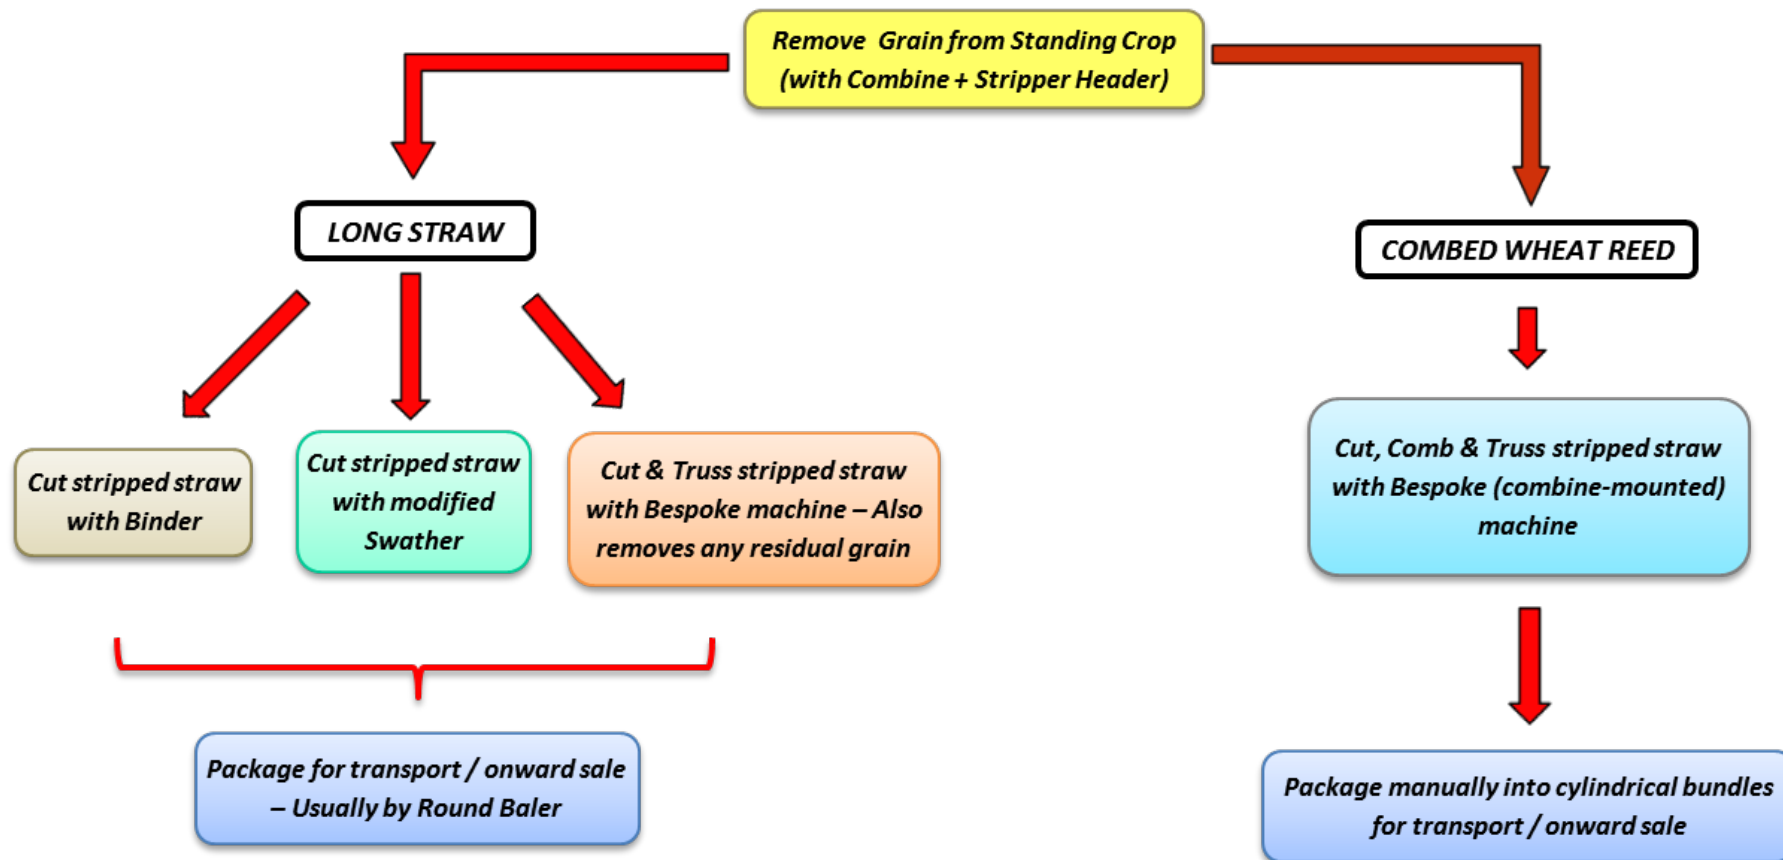 Remove Grain from Standing Crop
(with Combine + Stripper Header)
LONG STRAW
COMBED WHEAT REED
Cut stripped straw
with Binder
Cut stripped straw
with modified
Swather
Cut & Truss stripped straw
with Bespoke machine – Also
removes any residual grain
Cut, Comb & Truss stripped straw
with Bespoke (combine-mounted)
machine
Package for transport / onward sale
– Usually by Round Baler
Package manually into cylindrical bundles
for transport / onward sale